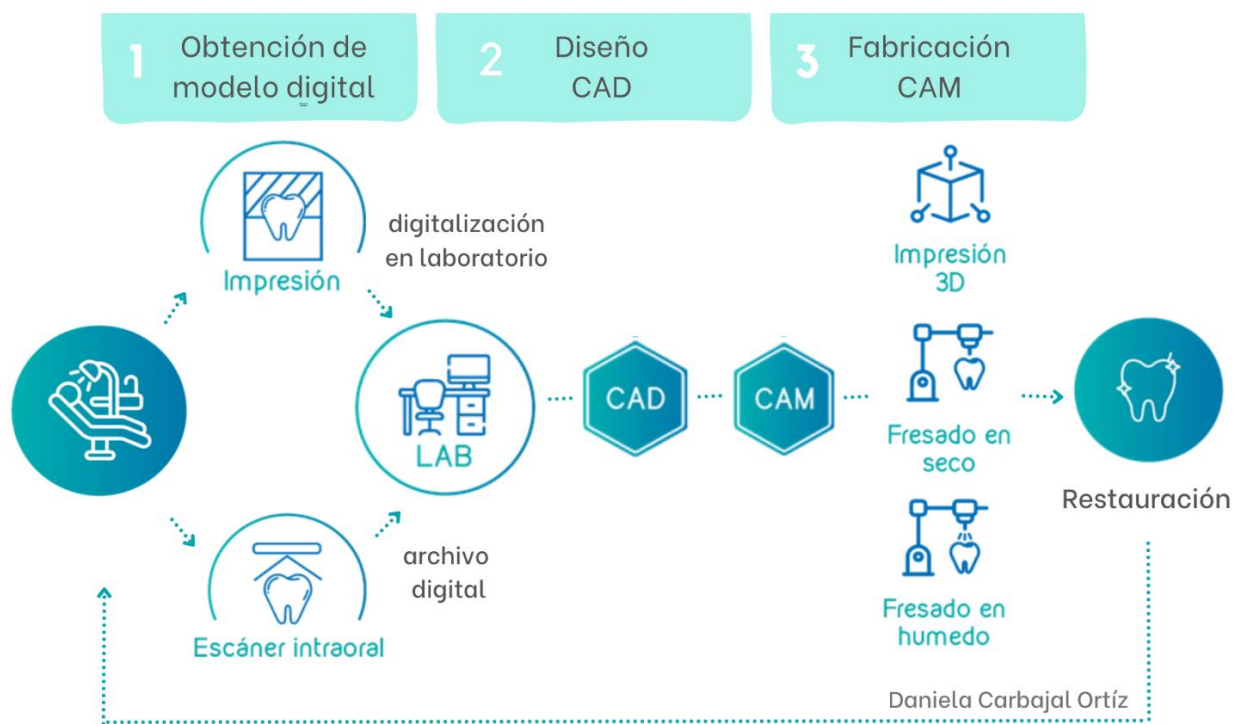 1
Obtención de
modelo digital
2
Diseño
CAD
3
Fabricación
CAM
Impresión
digitalización
en laboratorio
LAB
Escáner intraoral
archivo
digital
CAD
CAM
Impresión
3D
Fresado en
seco
Fresado en
humedo
Restauración
Daniela Carbajal Ortíz